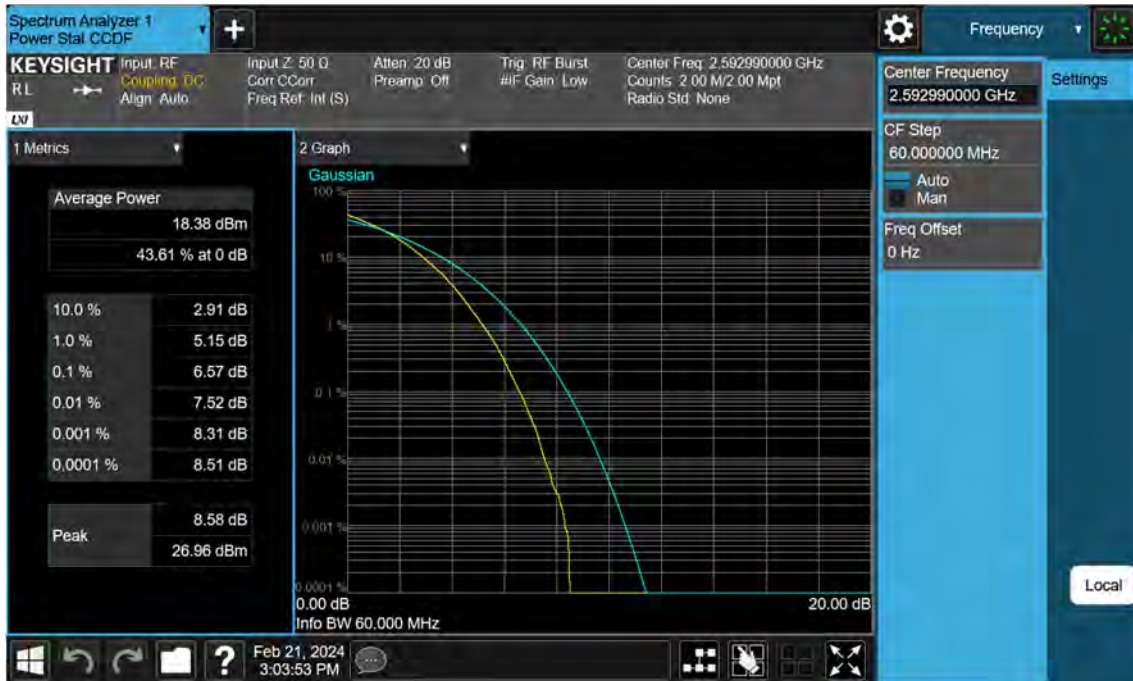 Spectrum Analyzer 1
Power Stal CCDF
Frequency
KEYSIGHT
RL
LXI
Input: RF
Coupling: DC
Align: Auto
Input Z: 50 Ω
Corr CCorr
Freq Ref: Int (S)
Atten: 20 dB
Preamp: Off
Trig: RF Burst
#IF Gain: Low
Center Freq: 2.592990000 GHz
Counts: 2.00 M/2.00 Mpt
Radio Std: None
Center Frequency
2.592990000 GHz
Settings
CF Step
60.000000 MHz
Auto
Man
Freq Offset
0 Hz
1 Metrics
Average Power
18.38 dBm
43.61 % at 0 dB
10.0 % 2.91 dB
1.0 % 5.15 dB
0.1 % 6.57 dB
0.01 % 7.52 dB
0.001 % 8.31 dB
0.0001 % 8.51 dB
Peak
8.58 dB
26.96 dBm
2 Graph
Gaussian
100 %
10 %
1 %
0.1 %
0.01 %
0.001 %
0.0001 %
0.00 dB 20.00 dB
Info BW 60.000 MHz
Local
?
Feb 21, 2024
3:03:53 PM